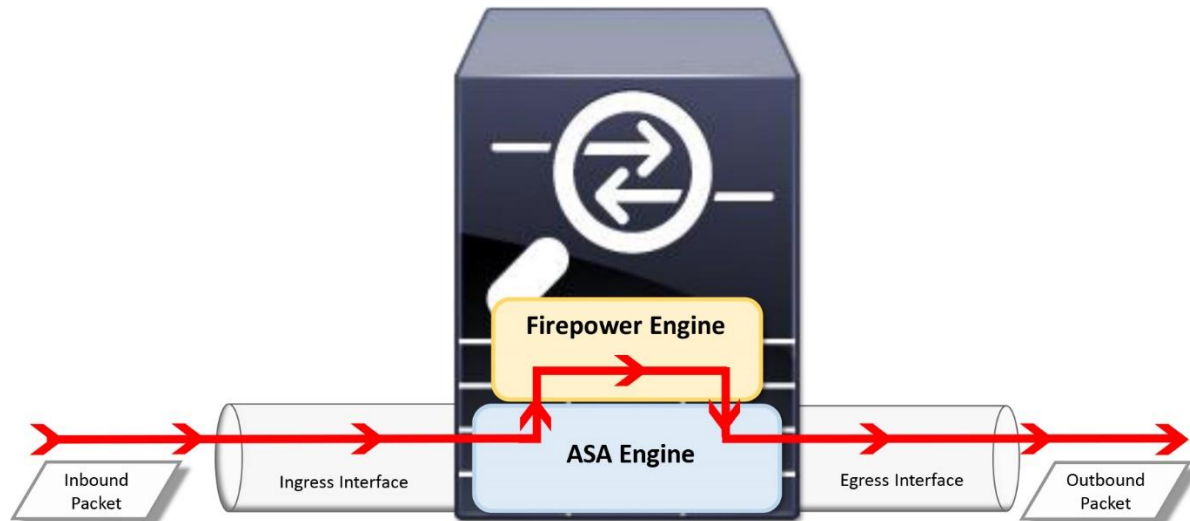 Firepower Engine
ASA Engine
Inbound
Packet
Ingress Interface
Egress Interface
Outbound
Packet